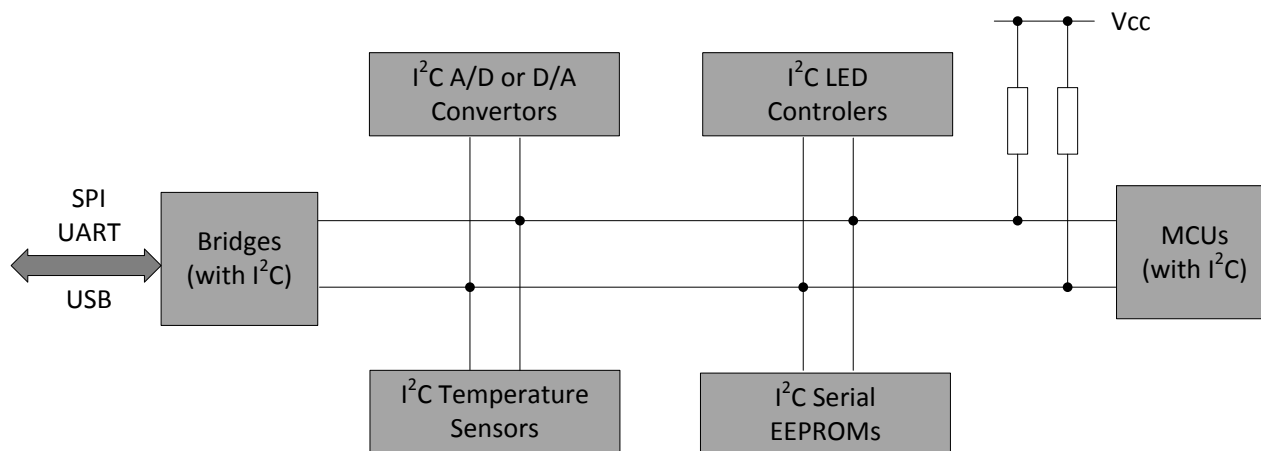 Vcc
I²C A/D or D/A
Convertors
I²C LED
Controlers
SPI
UART
USB
Bridges
(with I²C)
MCUs
(with I²C)
I²C Temperature
Sensors
I²C Serial
EEPROMs